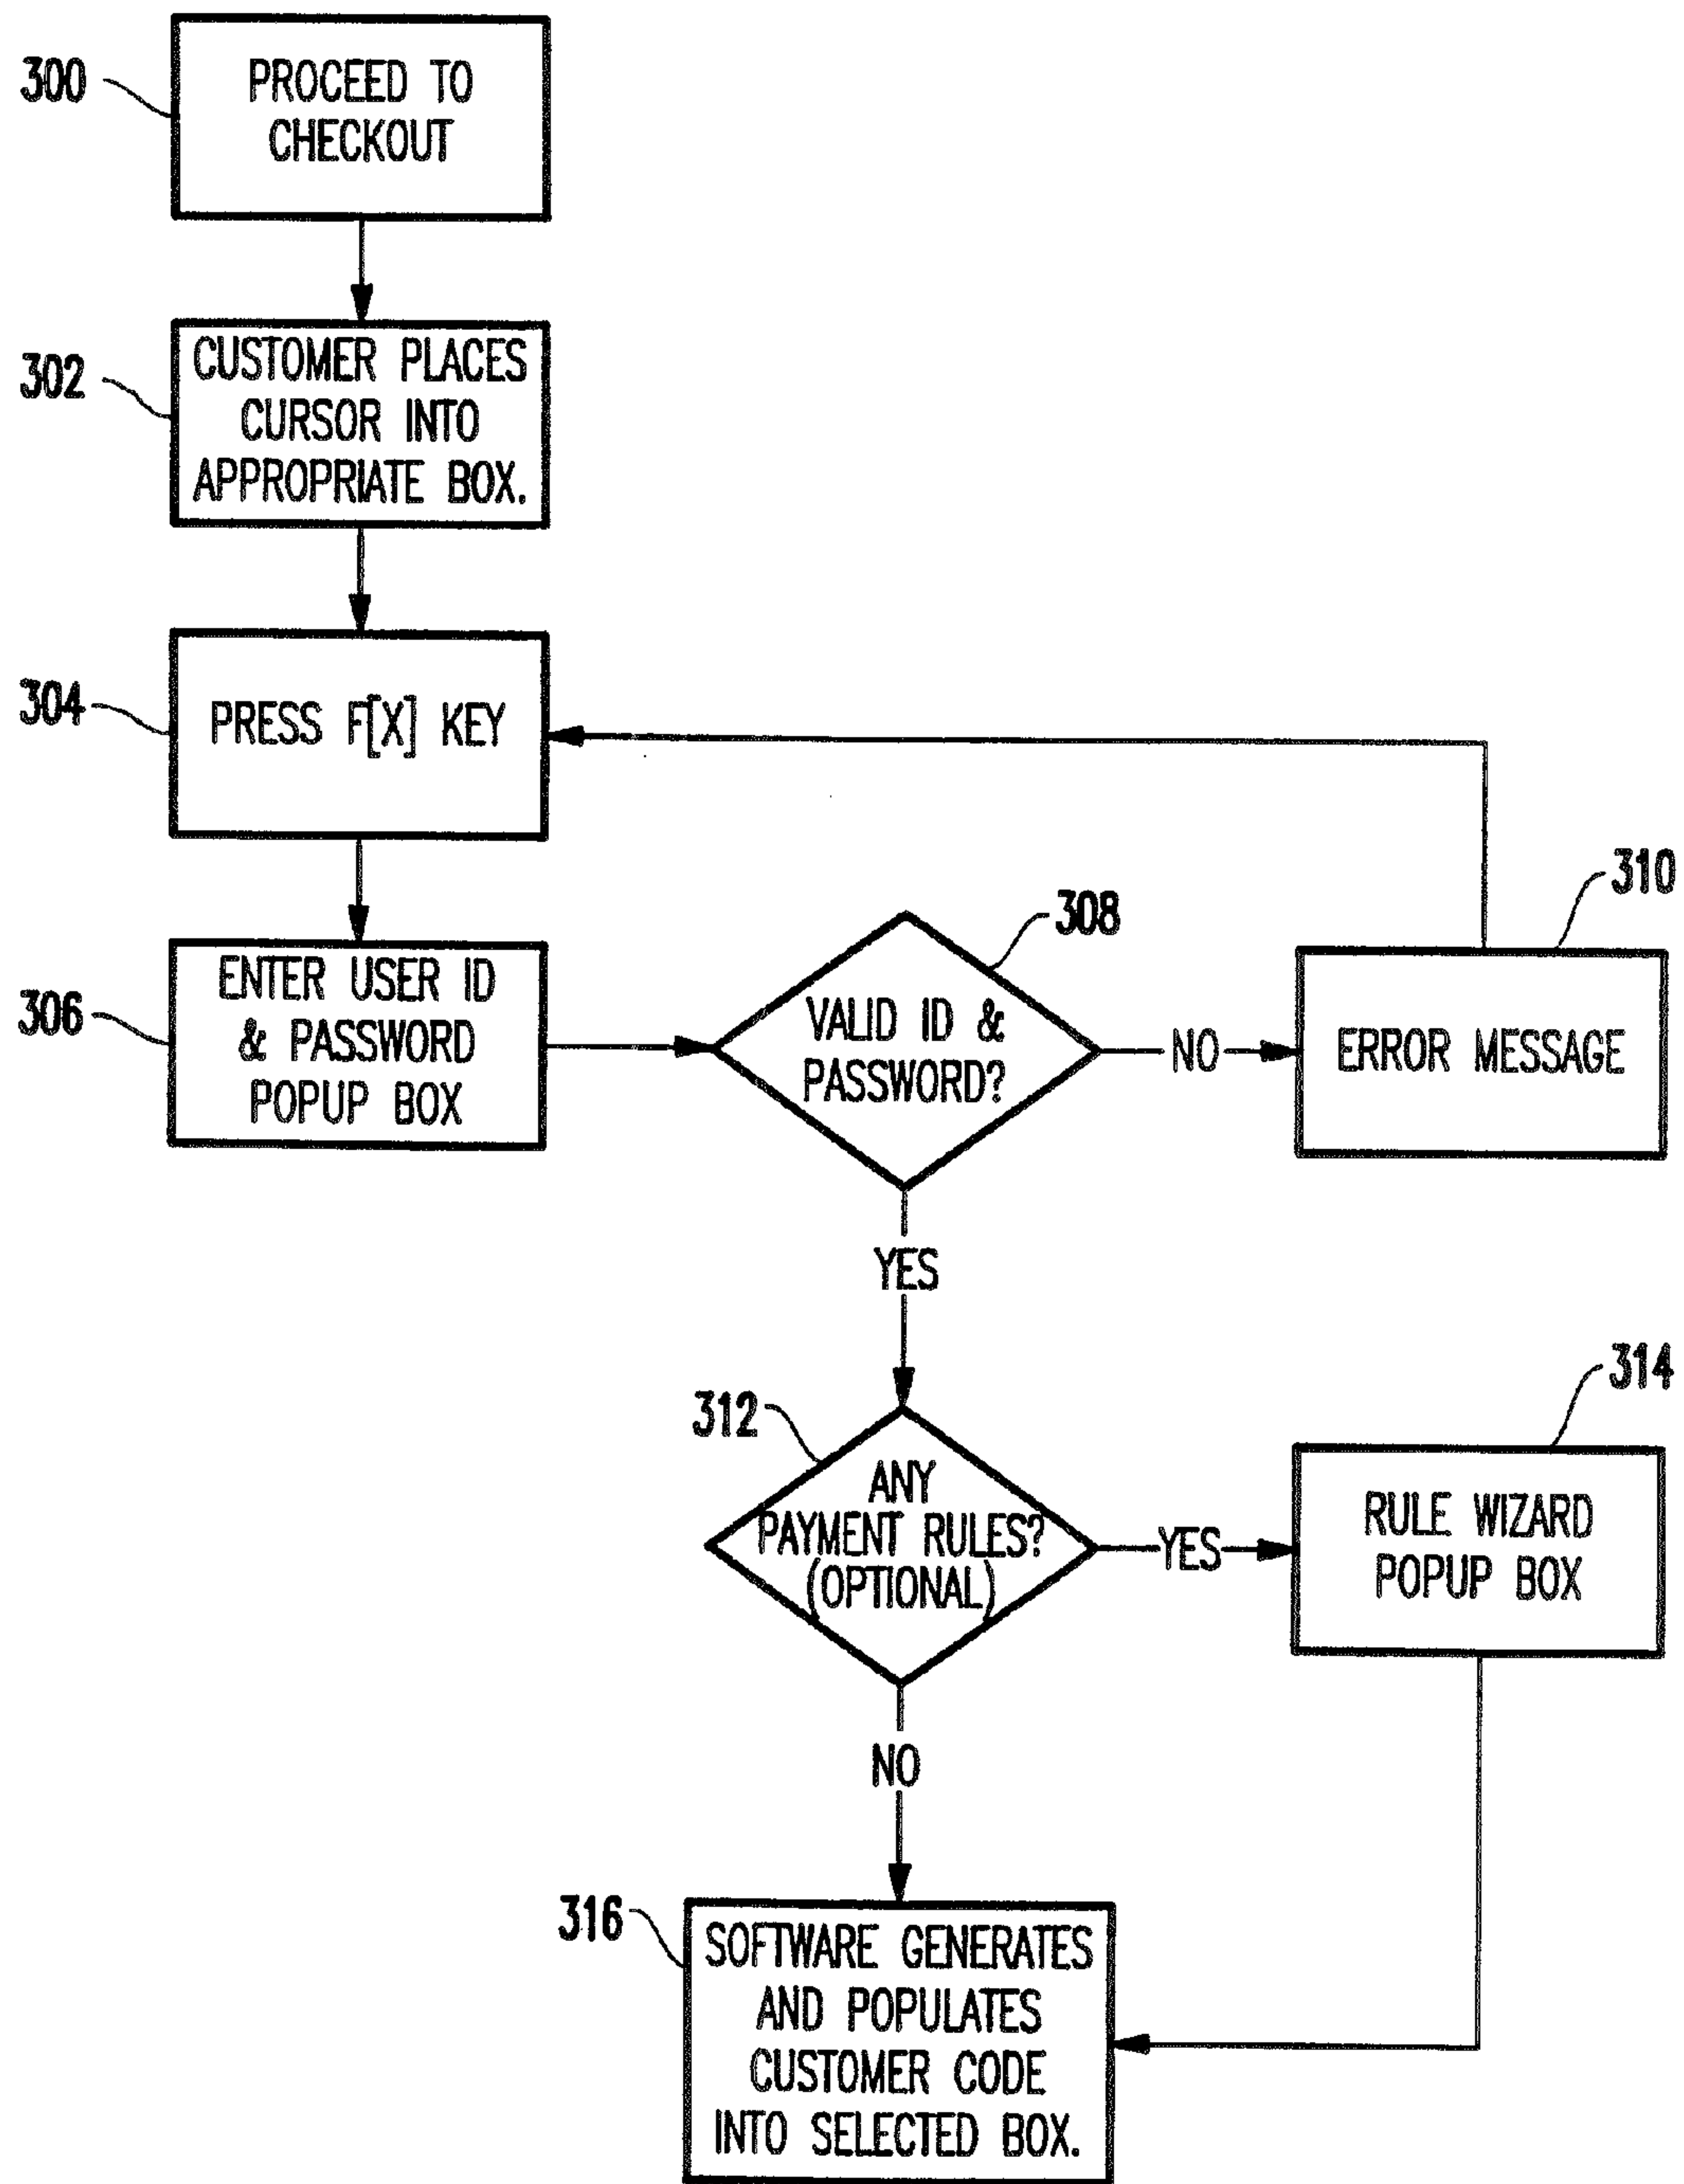 300
PROCEED TO
CHECKOUT
302
CUSTOMER PLACES
CURSOR INTO
APPROPRIATE BOX.
304
PRESS F[X] KEY
306
ENTER USER ID
& PASSWORD
POPUP BOX
308
VALID ID &
PASSWORD?
NO
310
ERROR MESSAGE
YES
312
ANY
PAYMENT RULES?
(OPTIONAL)
YES
314
RULE WIZARD
POPUP BOX
NO
316
SOFTWARE GENERATES
AND POPULATES
CUSTOMER CODE
INTO SELECTED BOX.